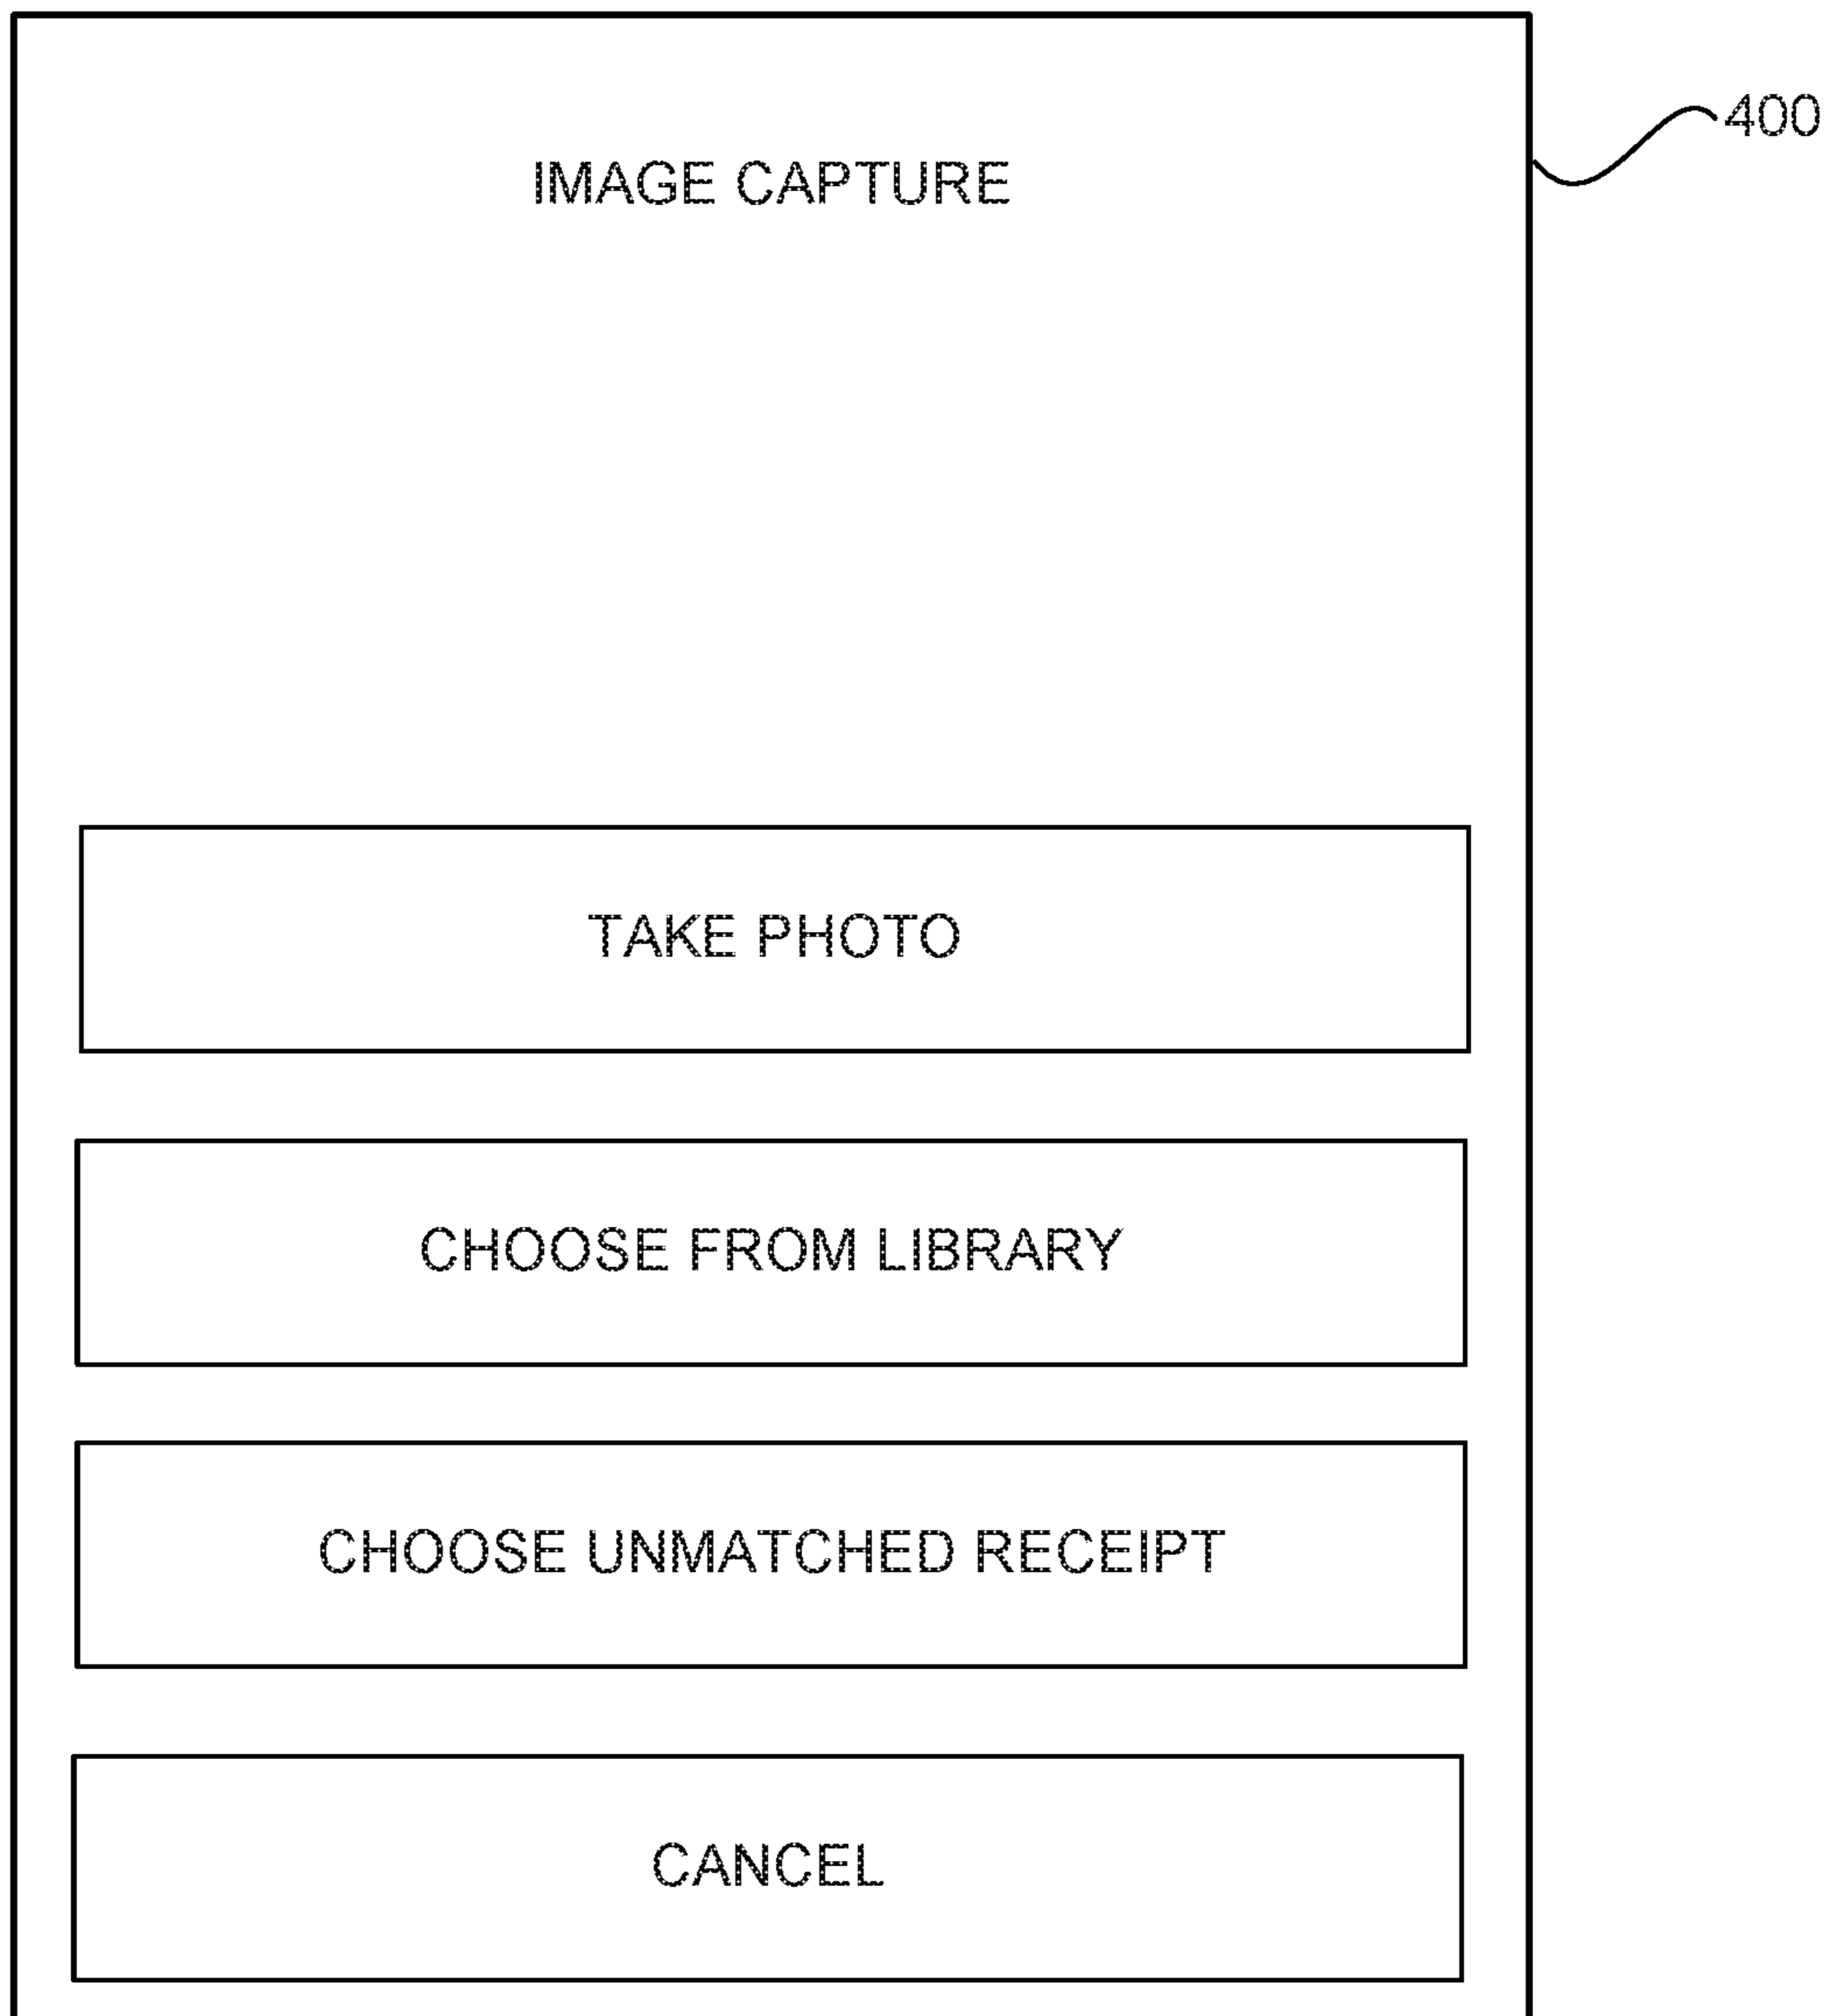 400
IMAGE CAPTURE
TAKE PHOTO
CHOOSE FROM LIBRARY
CHOOSE UNMATCHED RECEIPT
CANCEL